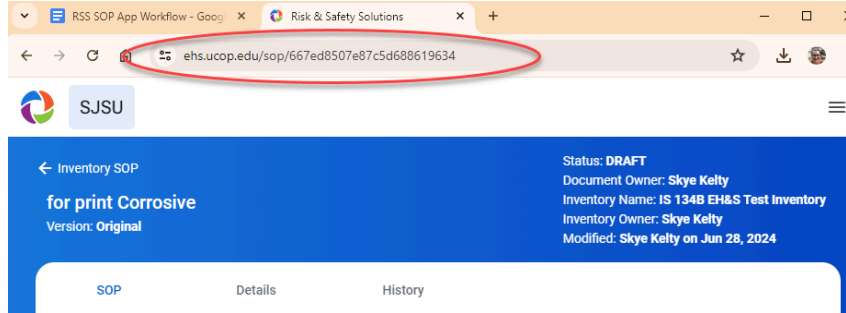 RSS SOP App Workflow - Goog
Risk & Safety Solutions
ehs.ucop.edu/sop/667ed8507e87c5d688619634
SJSU
Inventory SOP
for print Corrosive
Version: Original
Status: DRAFT
Document Owner: Skye Kelty
Inventory Name: IS 134B EH&S Test Inventory
Inventory Owner: Skye Kelty
Modified: Skye Kelty on Jun 28, 2024
SOP Details History